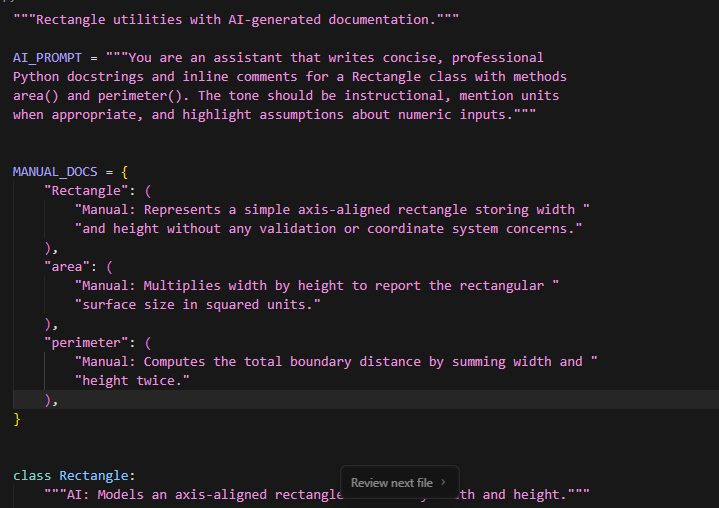 """Rectangle utilities with AI-generated documentation."""
AI_PROMPT = """You are an assistant that writes concise, professional
Python docstrings and inline comments for a Rectangle class with methods
area() and perimeter(). The tone should be instructional, mention units
when appropriate, and highlight assumptions about numeric inputs."""
MANUAL_DOCS = {
    "Rectangle": (
        "Manual: Represents a simple axis-aligned rectangle storing width "
        "and height without any validation or coordinate system concerns."
    ),
    "area": (
        "Manual: Multiplies width by height to report the rectangular "
        "surface size in squared units."
    ),
    "perimeter": (
        "Manual: Computes the total boundary distance by summing width and "
        "height twice."
    ),
}
class Rectangle:
Review next file ›
    """AI: Models an axis-aligned rectangle and height."""